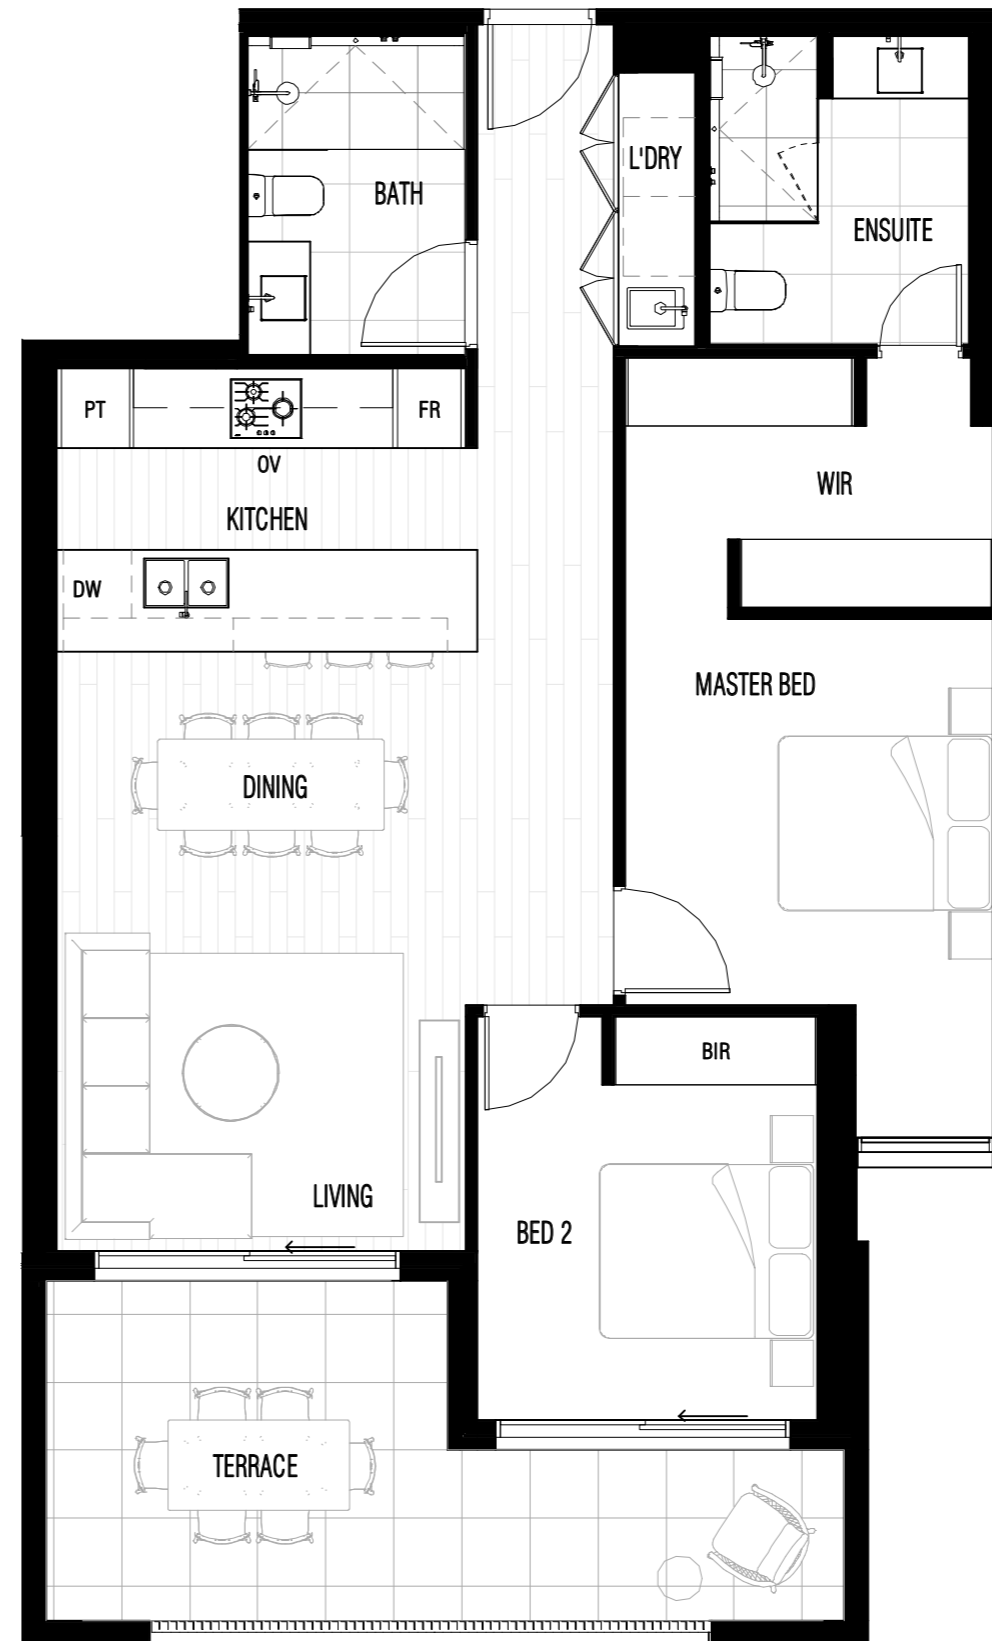 L'DRY
BATH
ENSUITE
PT
FR
OV
WIR
KITCHEN
DW
MASTER BED
DINING
BIR
LIVING
BED 2
TERRACE